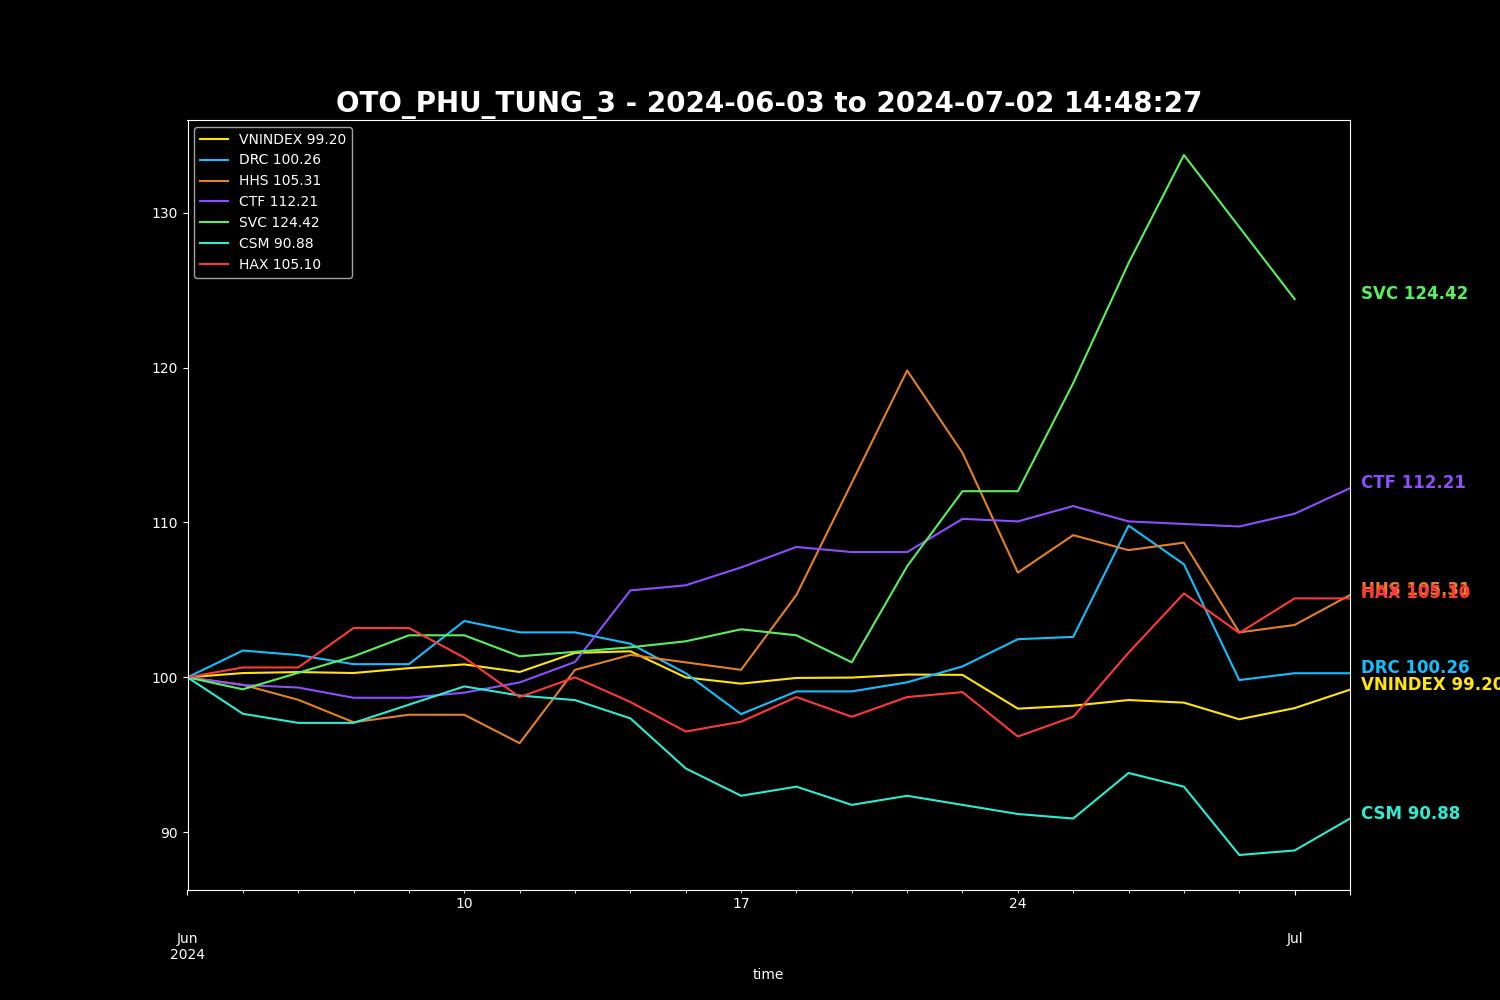 OTO_PHU_TUNG_3 - 2024-06-03 to 2024-07-02 14:48:27
VNINDEX 99.20
DRC 100.26
HHS 105.31
CTF 112.21
SVC 124.42
CSM 90.88
HAX 105.10
130
120
110
100
90
SVC 124.42
CTF 112.21
HHS 105.31
HAX 105.10
DRC 100.26
VNINDEX 99.20
CSM 90.88
10
17
24
Jun
2024
Jul
time